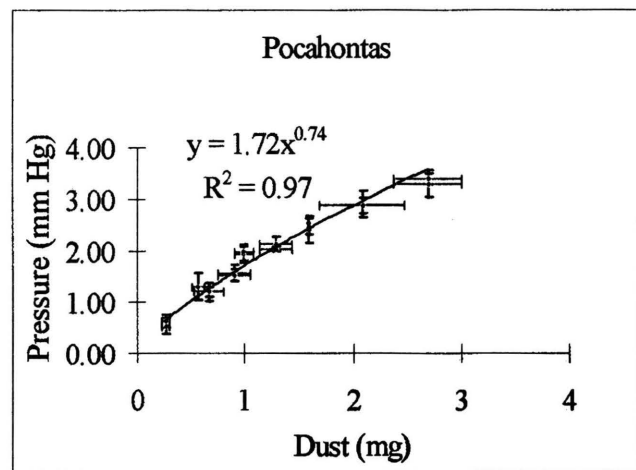 Pocahontas
y = 1.72x^0.74
R² = 0.97
Pressure (mm Hg)
4.00
3.00
2.00
1.00
0.00
0 1 2 3 4
Dust (mg)